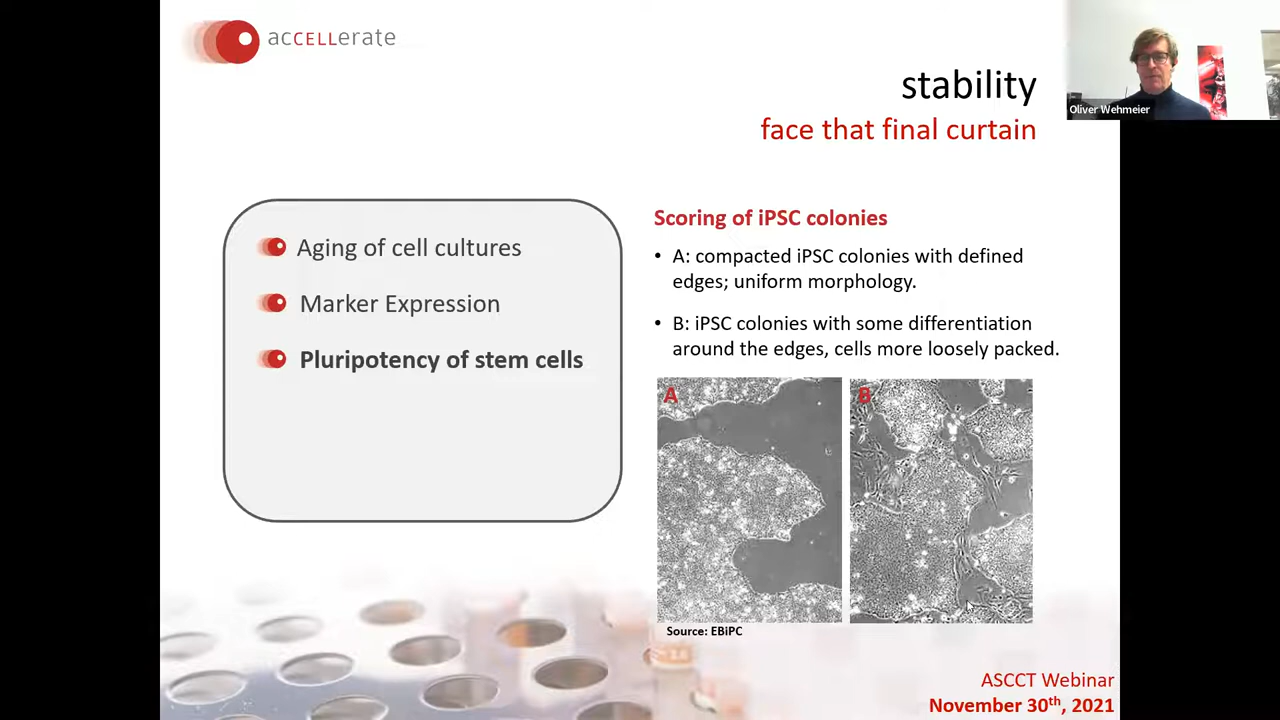 accellerate
stability
face that final curtain
Oliver Wehmeier
Aging of cell cultures
Marker Expression
Pluripotency of stem cells
Scoring of iPSC colonies
• A: compacted iPSC colonies with defined
edges; uniform morphology.
• B: iPSC colonies with some differentiation
around the edges, cells more loosely packed.
A
B
Source: EBiPC
ASCCT Webinar
November 30th, 2021